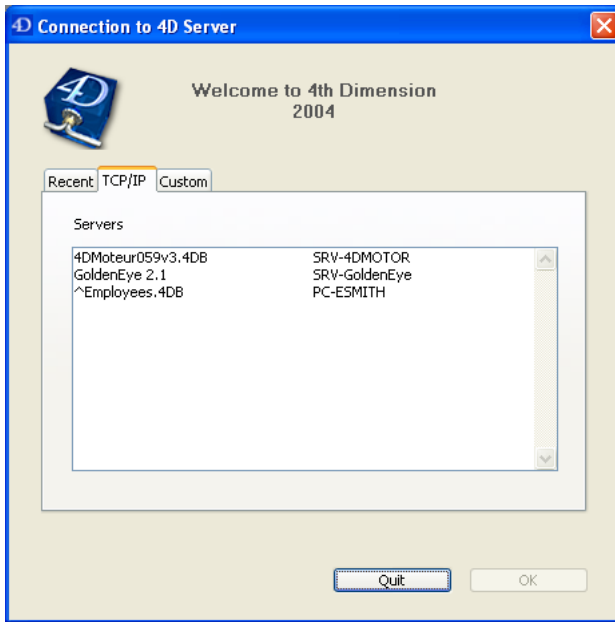 4D Connection to 4D Server
4D
Welcome to 4th Dimension
2004
Recent TCP/IP Custom
Servers
4DMoteur059v3.4DB SRV-4DMOTOR
GoldenEye 2.1 SRV-GoldenEye
^Employees.4DB PC-ESMITH
Quit OK